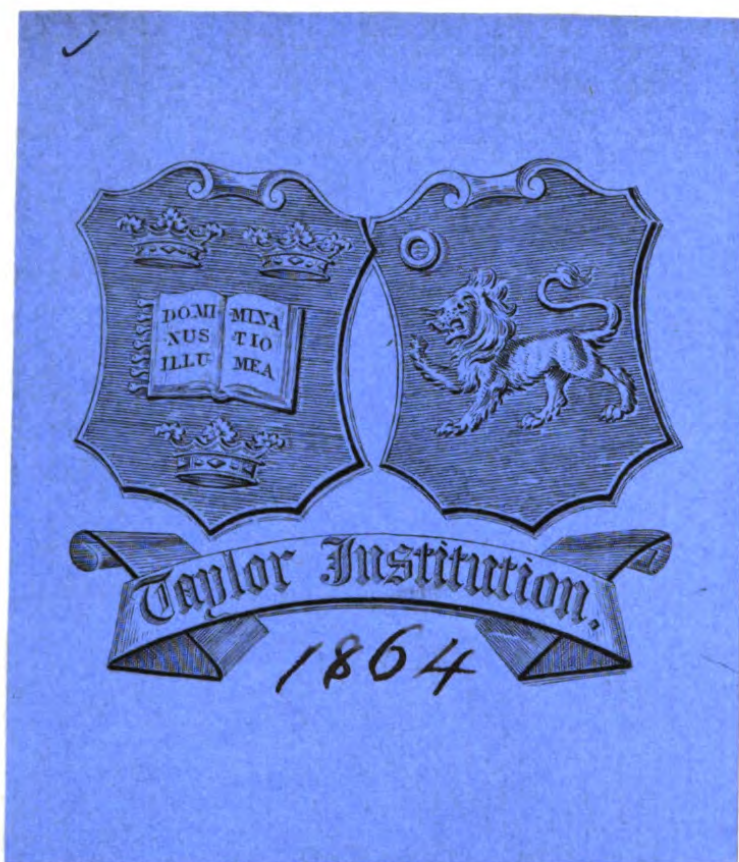 DOMI-
NUS
ILLU-
MINA
TIO
MEA
Taylor Institution.
1864